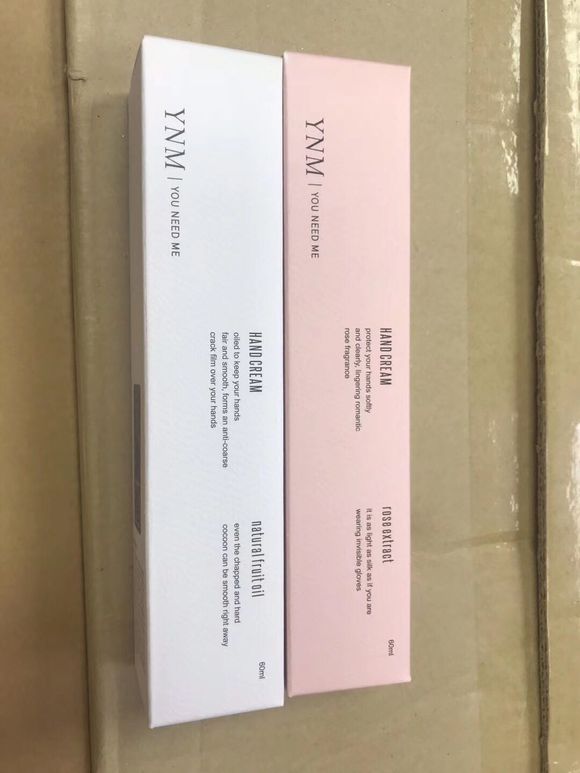 YNM | YOU NEED ME
HAND CREAM
protect your hands softly
and clearly, lingering romantic
rose fragrance
rose extract
it is as light as silk as if you are
wearing invisible gloves
60ml
YNM | YOU NEED ME
HAND CREAM
oiled to keep your hands
fair and smooth, forms an anti-coarse
crack film over your hands
natural fruit oil
even the chapped and hard
cocoon can be smooth right away
60ml